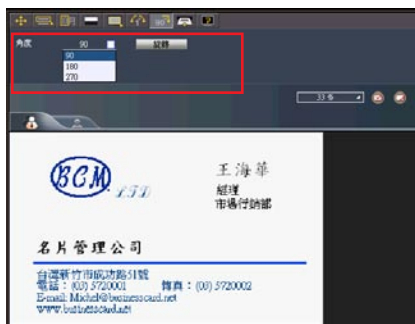 角度 90 旋轉
90
180
270
33 %
BCM LTD
王海華
經理
市場行銷部
名片管理公司
台灣新竹市成功路51號
電話：(03) 5720001 傳真：(03) 5720002
E-mail: Michel@businesscard.net
www.businesscard.net